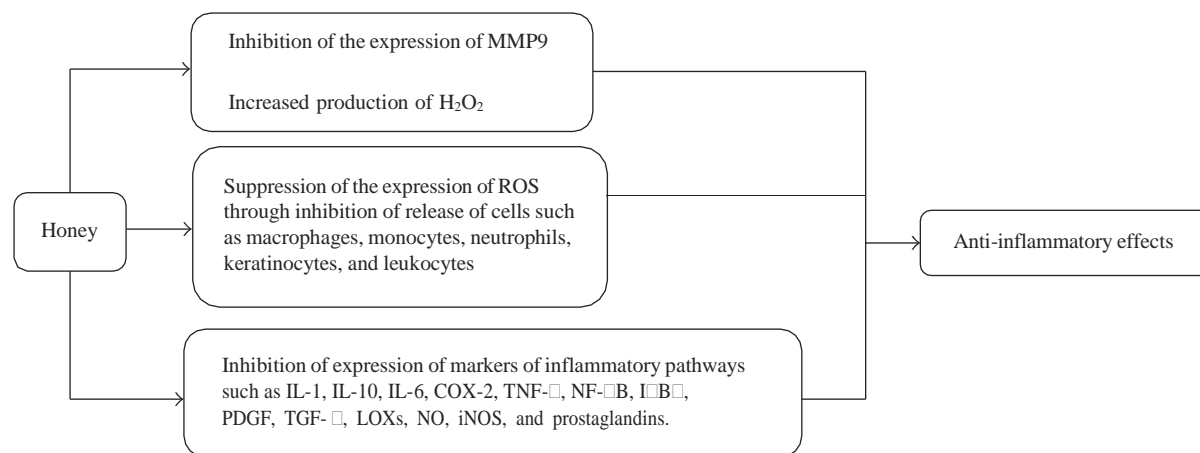 Inhibition of the expression of MMP9
Increased production of H₂O₂
Suppression of the expression of ROS
through inhibition of release of cells such
as macrophages, monocytes, neutrophils,
keratinocytes, and leukocytes
Honey
Anti-inflammatory effects
Inhibition of expression of markers of inflammatory pathways
such as IL-1, IL-10, IL-6, COX-2, TNF-□, NF-□B, I□B□,
PDGF, TGF- □, LOXs, NO, iNOS, and prostaglandins.